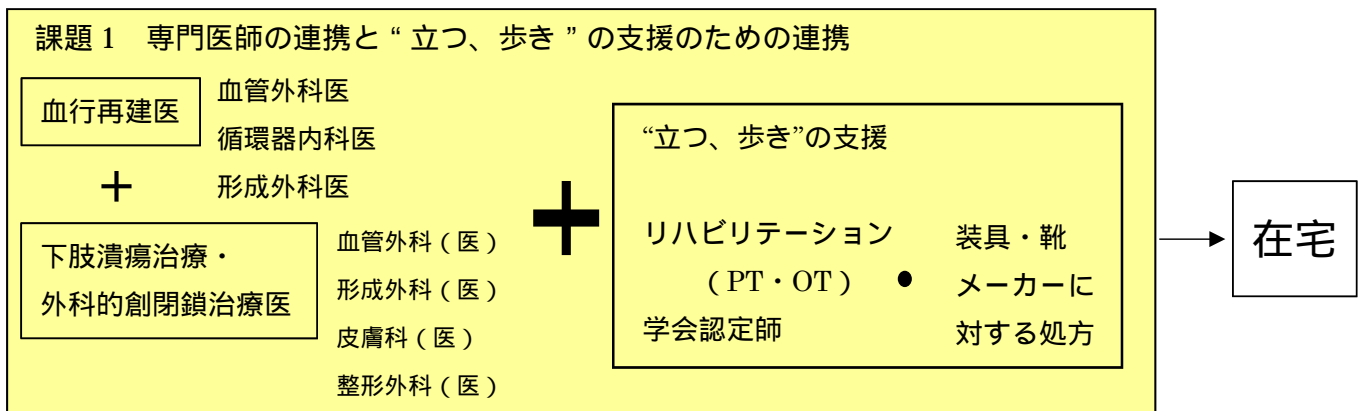 課題1 専門医師の連携と“立つ、歩き”の支援のための連携
血行再建医
血管外科医
循環器内科医
形成外科医
+
下肢潰瘍治療・
外科的創閉鎖治療医
血管外科(医)
形成外科(医)
皮膚科(医)
整形外科(医)
+
“立つ、歩き”の支援
リハビリテーション
(PT・OT)
学会認定師
●
装具・靴
メーカーに
対する処方
在宅